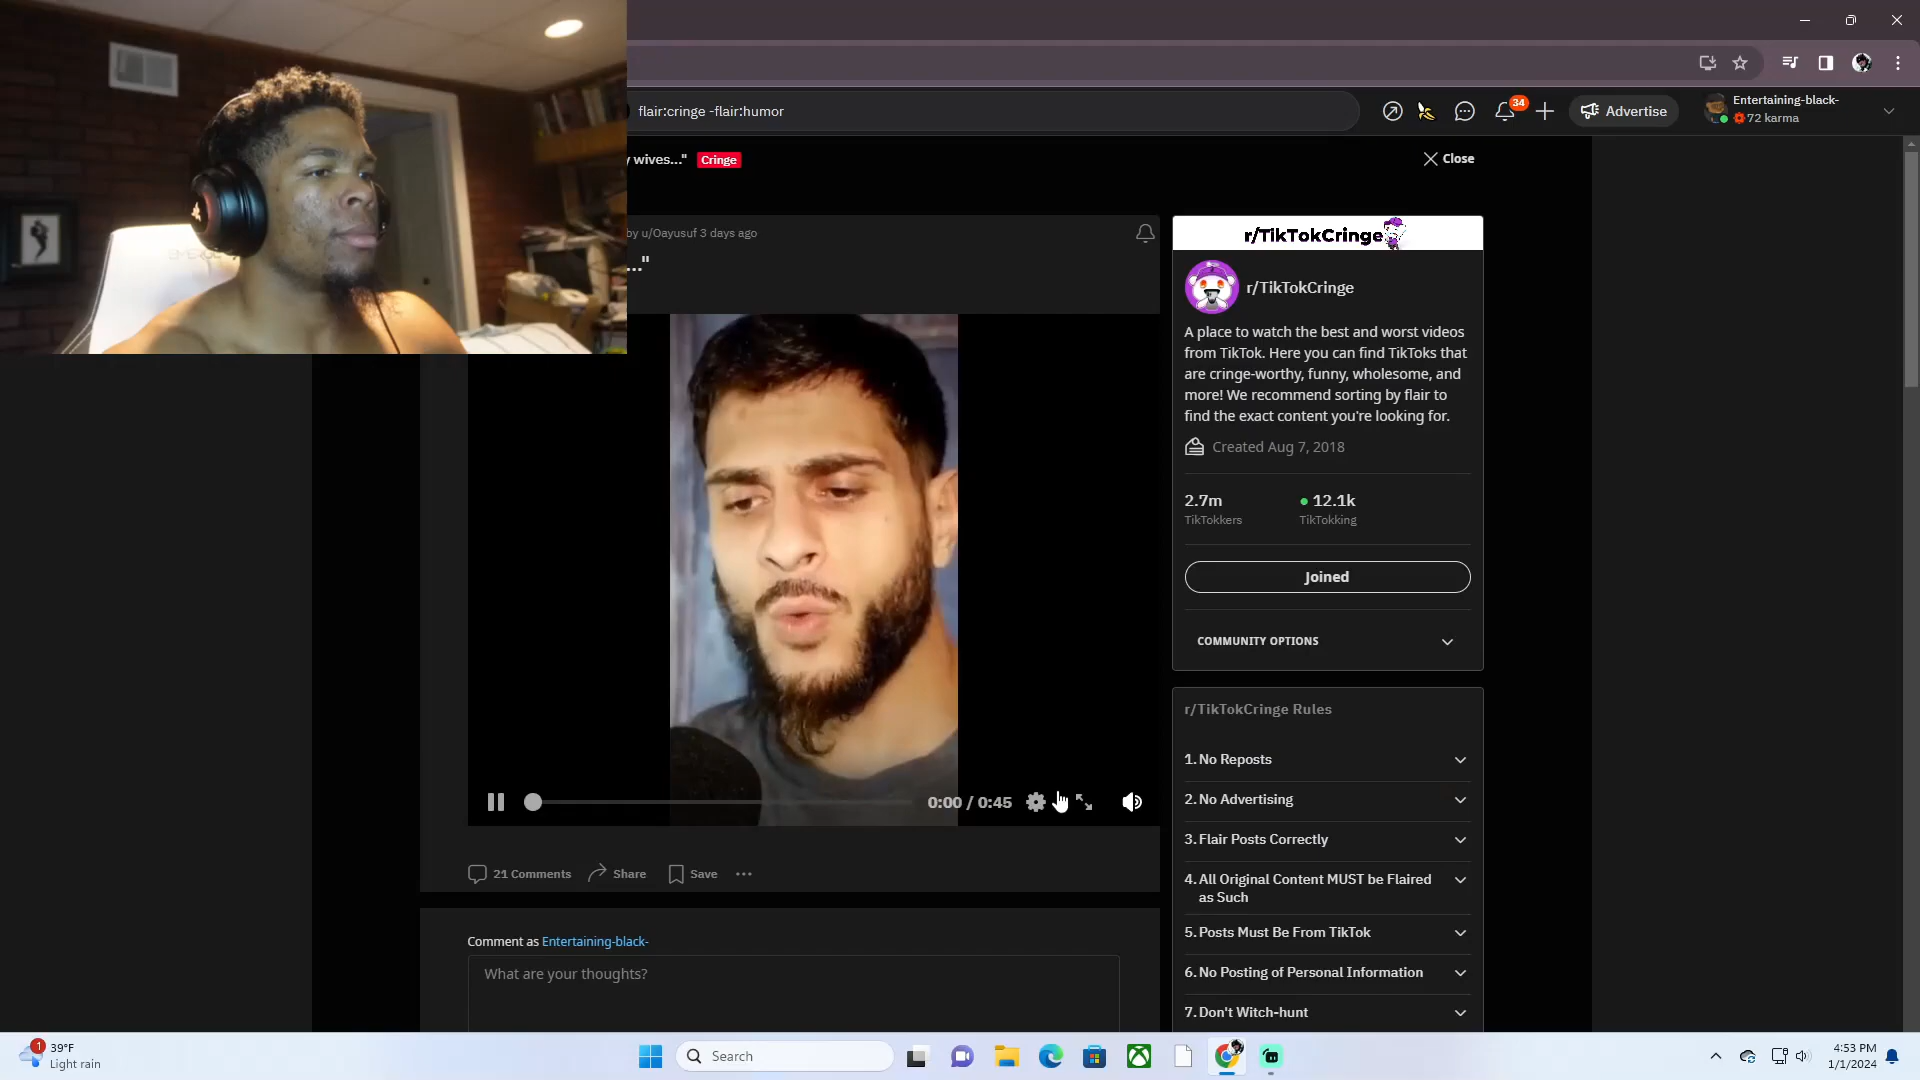 flair:cringe -flair:humor
34
Advertise
Entertaining-black-
72 karma
y wives..."
Cringe
Close
by u/Oayusuf 3 days ago
..."
r/TikTokCringe
r/TikTokCringe
A place to watch the best and worst videos
from TikTok. Here you can find TikToks that
are cringe-worthy, funny, wholesome, and
more! We recommend sorting by flair to
find the exact content you're looking for.
Created Aug 7, 2018
2.7m
12.1k
TikTokkers
TikTokking
Joined
COMMUNITY OPTIONS
r/TikTokCringe Rules
1. No Reposts
2. No Advertising
3. Flair Posts Correctly
4. All Original Content MUST be Flaired
as Such
5. Posts Must Be From TikTok
6. No Posting of Personal Information
7. Don't Witch-hunt
0:00 / 0:45
21 Comments
Share
Save
Comment as Entertaining-black-
What are your thoughts?
1
39°F
Light rain
Search
4:53 PM
1/1/2024